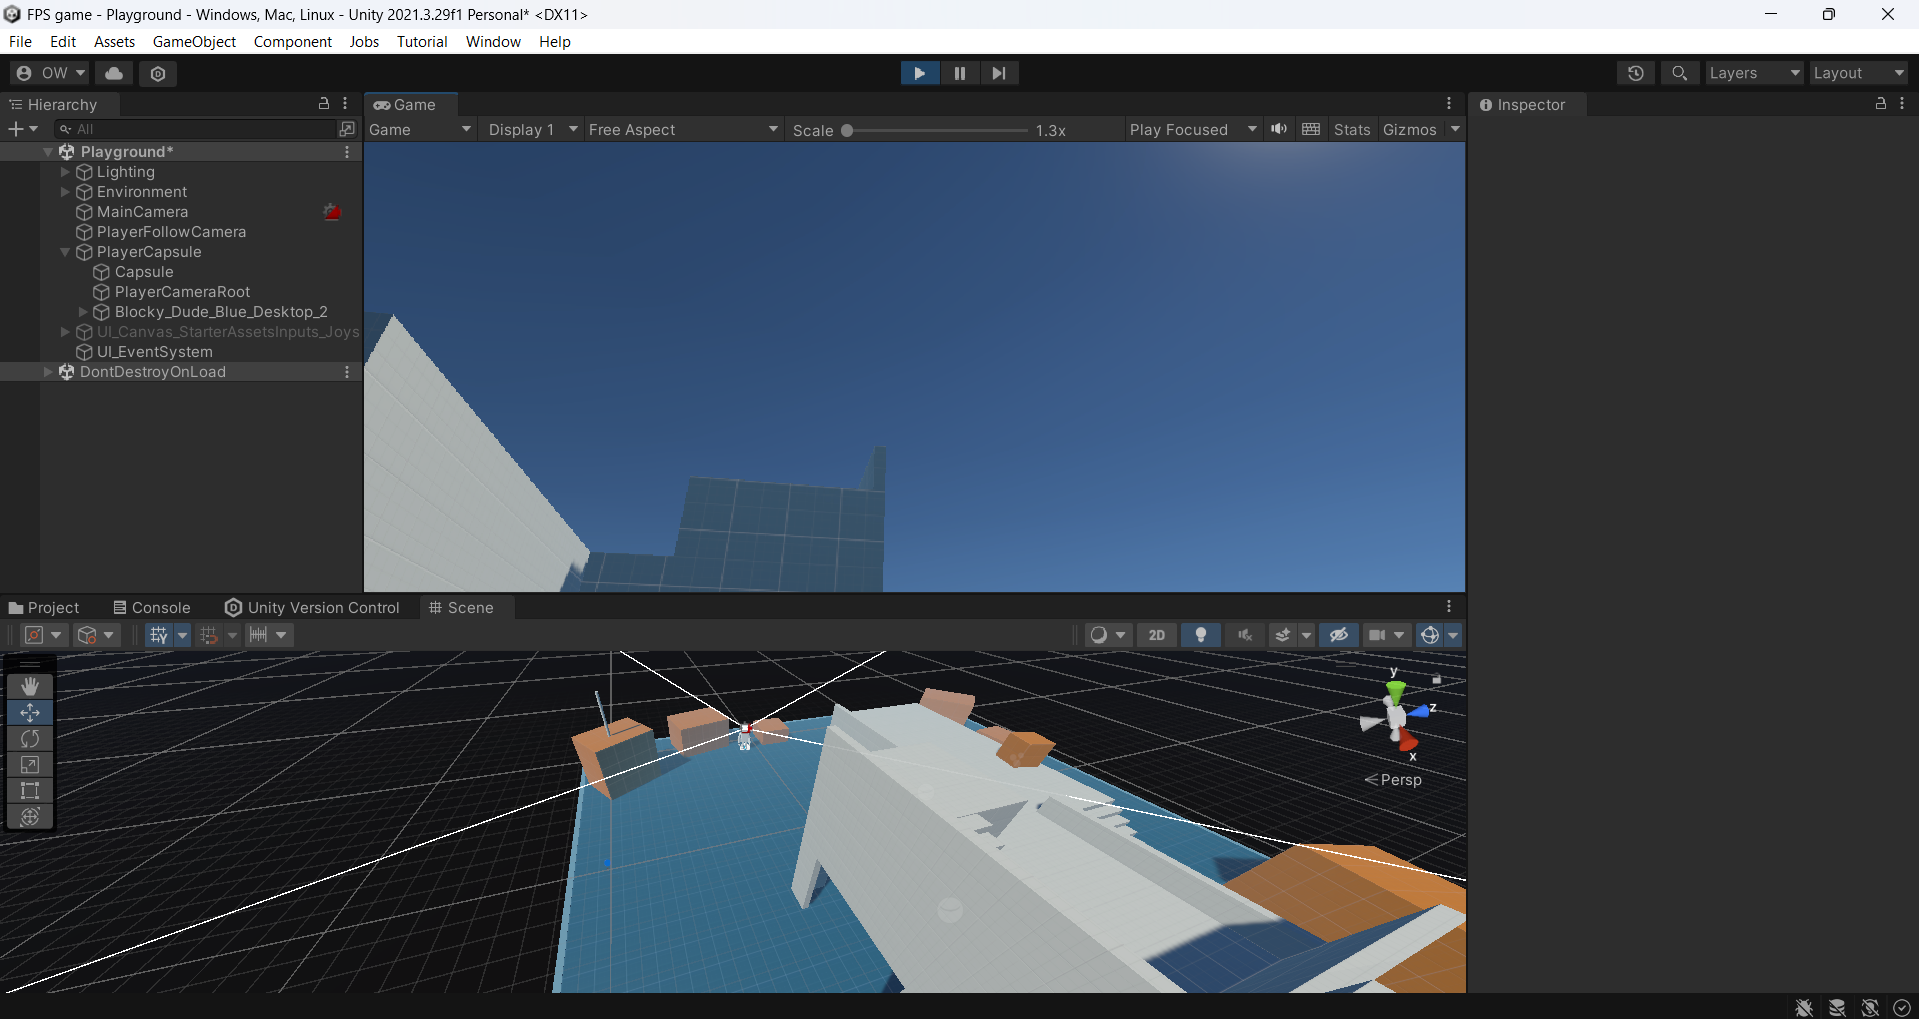 FPS game - Playground - Windows, Mac, Linux - Unity 2021.3.29f1 Personal* <DX11>
File Edit Assets GameObject Component Jobs Tutorial Window Help
OW Layers Layout
Hierarchy
All
Playground*
Lighting
Environment
MainCamera
PlayerFollowCamera
PlayerCapsule
Capsule
PlayerCameraRoot
Blocky_Dude_Blue_Desktop_2
UI_Canvas_StarterAssetsInputs_Joys
UI_EventSystem
DontDestroyOnLoad
Game
Game Display 1 Free Aspect Scale 1.3x Play Focused Stats Gizmos
Inspector
Project Console Unity Version Control Scene
2D
y
z
x
Persp